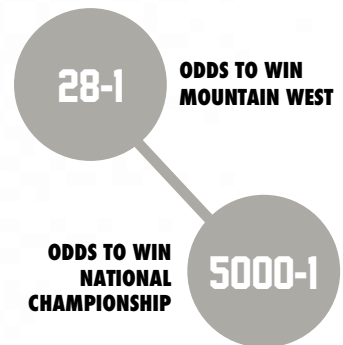 28-1
ODDS TO WIN
MOUNTAIN WEST
ODDS TO WIN
NATIONAL
CHAMPIONSHIP
5000-1